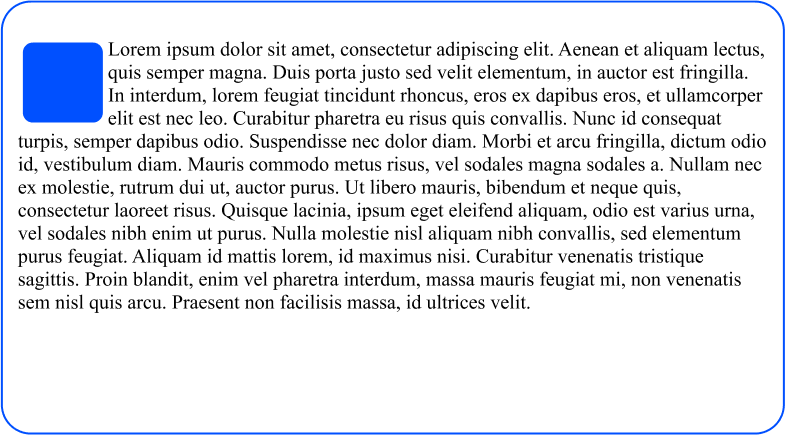 Lorem ipsum dolor sit amet, consectetur adipiscing elit. Aenean et aliquam lectus,
quis semper magna. Duis porta justo sed velit elementum, in auctor est fringilla.
In interdum, lorem feugiat tincidunt rhoncus, eros ex dapibus eros, et ullamcorper
elit est nec leo. Curabitur pharetra eu risus quis convallis. Nunc id consequat
turpis, semper dapibus odio. Suspendisse nec dolor diam. Morbi et arcu fringilla, dictum odio
id, vestibulum diam. Mauris commodo metus risus, vel sodales magna sodales a. Nullam nec
ex molestie, rutrum dui ut, auctor purus. Ut libero mauris, bibendum et neque quis,
consectetur laoreet risus. Quisque lacinia, ipsum eget eleifend aliquam, odio est varius urna,
vel sodales nibh enim ut purus. Nulla molestie nisl aliquam nibh convallis, sed elementum
purus feugiat. Aliquam id mattis lorem, id maximus nisi. Curabitur venenatis tristique
sagittis. Proin blandit, enim vel pharetra interdum, massa mauris feugiat mi, non venenatis
sem nisl quis arcu. Praesent non facilisis massa, id ultrices velit.